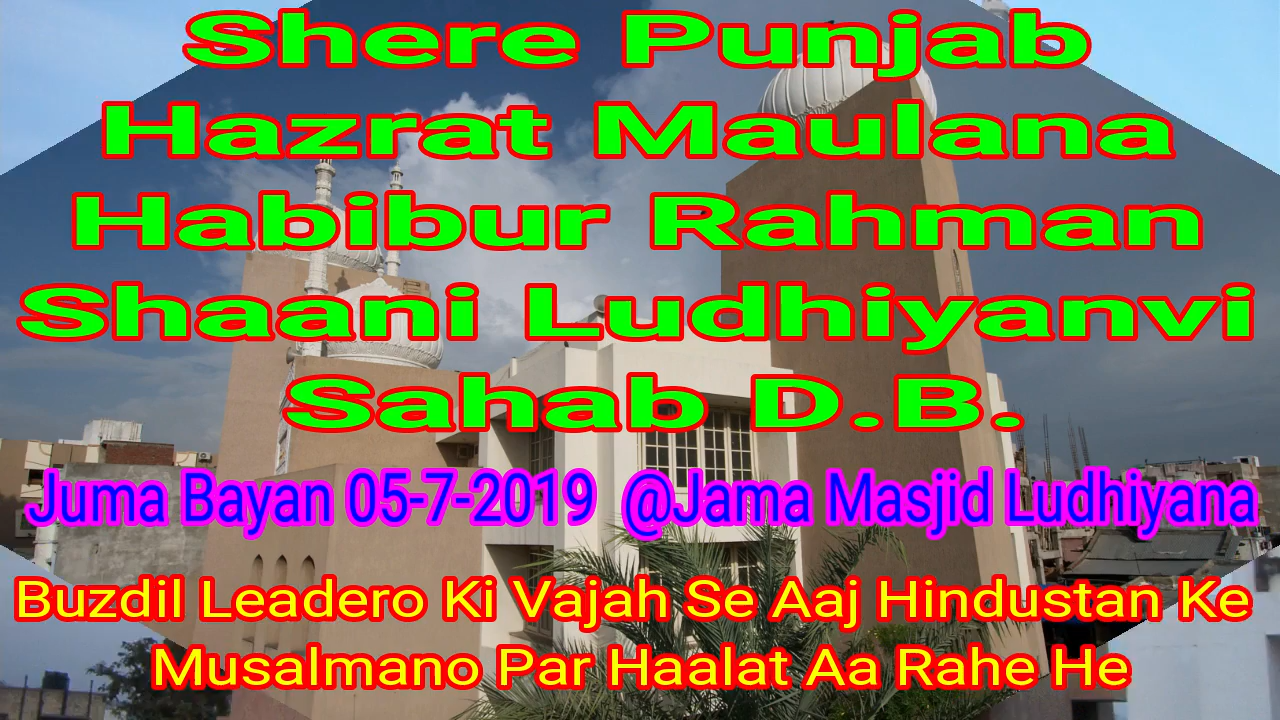 Shere Punjab
Hazrat Maulana
Habibur Rahman
Shaani Ludhiyanvi
Sahab D.B.
Juma Bayan 05-7-2019 @Jama Masjid Ludhiyana
Buzdil Leadero Ki Vajah Se Aaj Hindustan Ke
Musalmano Par Haalat Aa Rahe He